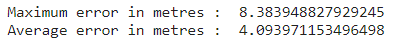 Maximum error in metres :  8.383948827929245
Average error in metres :  4.093971153496498